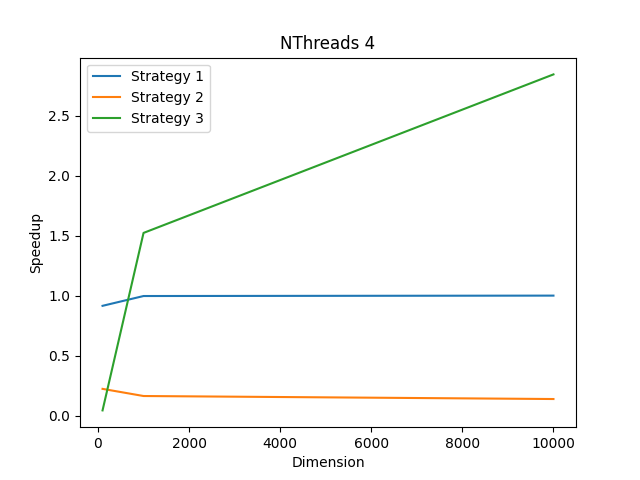 NThreads 4
Strategy 1
Strategy 2
Strategy 3
Speedup
2.5
2.0
1.5
1.0
0.5
0.0
0 2000 4000 6000 8000 10000
Dimension